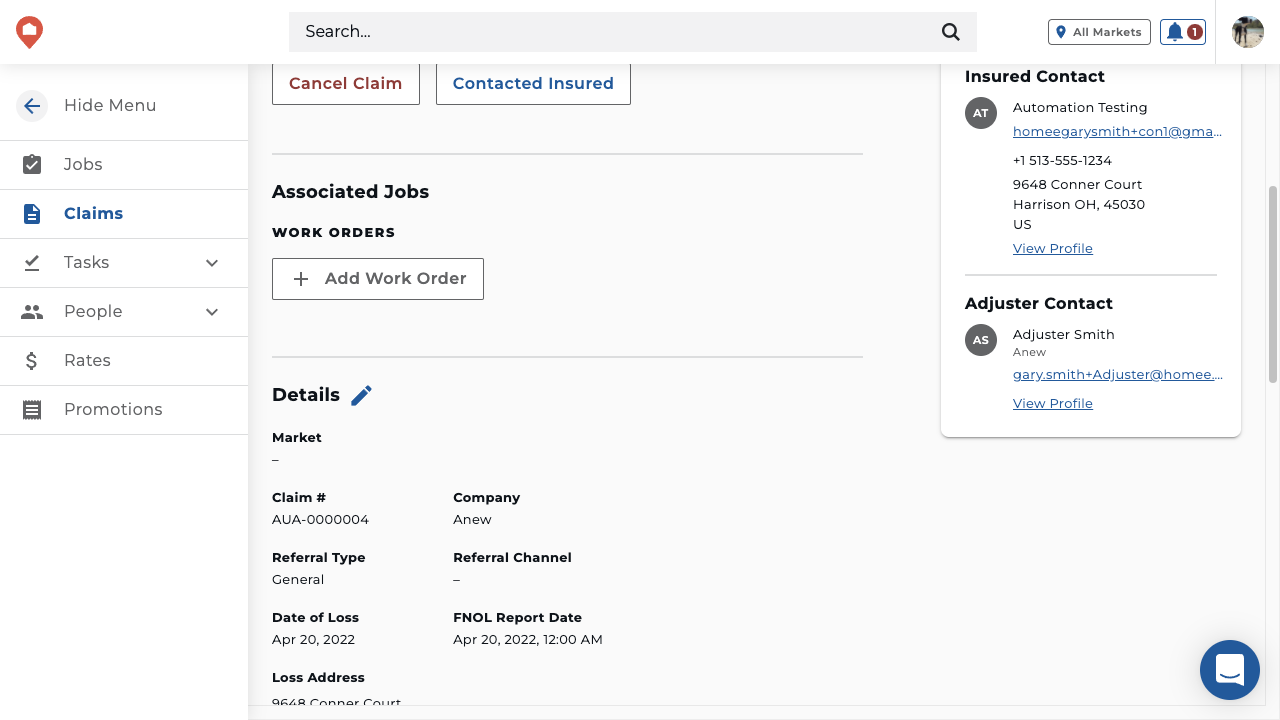 Search...
All Markets
1
Hide Menu
Jobs
Claims
Tasks
People
Rates
Promotions
Cancel Claim
Contacted Insured
Associated Jobs
WORK ORDERS
Add Work Order
Details
Market
–
Claim #
AUA-0000004
Company
Anew
Referral Type
General
Referral Channel
–
Date of Loss
Apr 20, 2022
FNOL Report Date
Apr 20, 2022, 12:00 AM
Loss Address
9648 Conner Court
Insured Contact
AT
Automation Testing
homeegarysmith+con1@gma...
+1 513-555-1234
9648 Conner Court
Harrison OH, 45030
US
View Profile
Adjuster Contact
AS
Adjuster Smith
Anew
gary.smith+Adjuster@homee....
View Profile